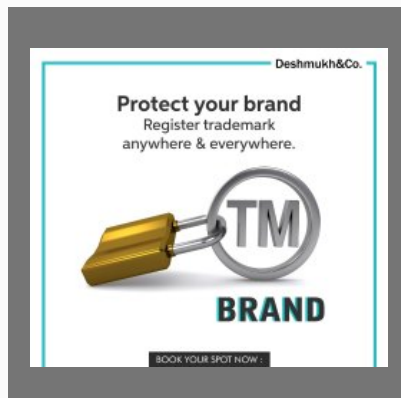 Deshmukh&Co.
Protect your brand
Register trademark
anywhere & everywhere.
TM
BRAND
BOOK YOUR SPOT NOW :